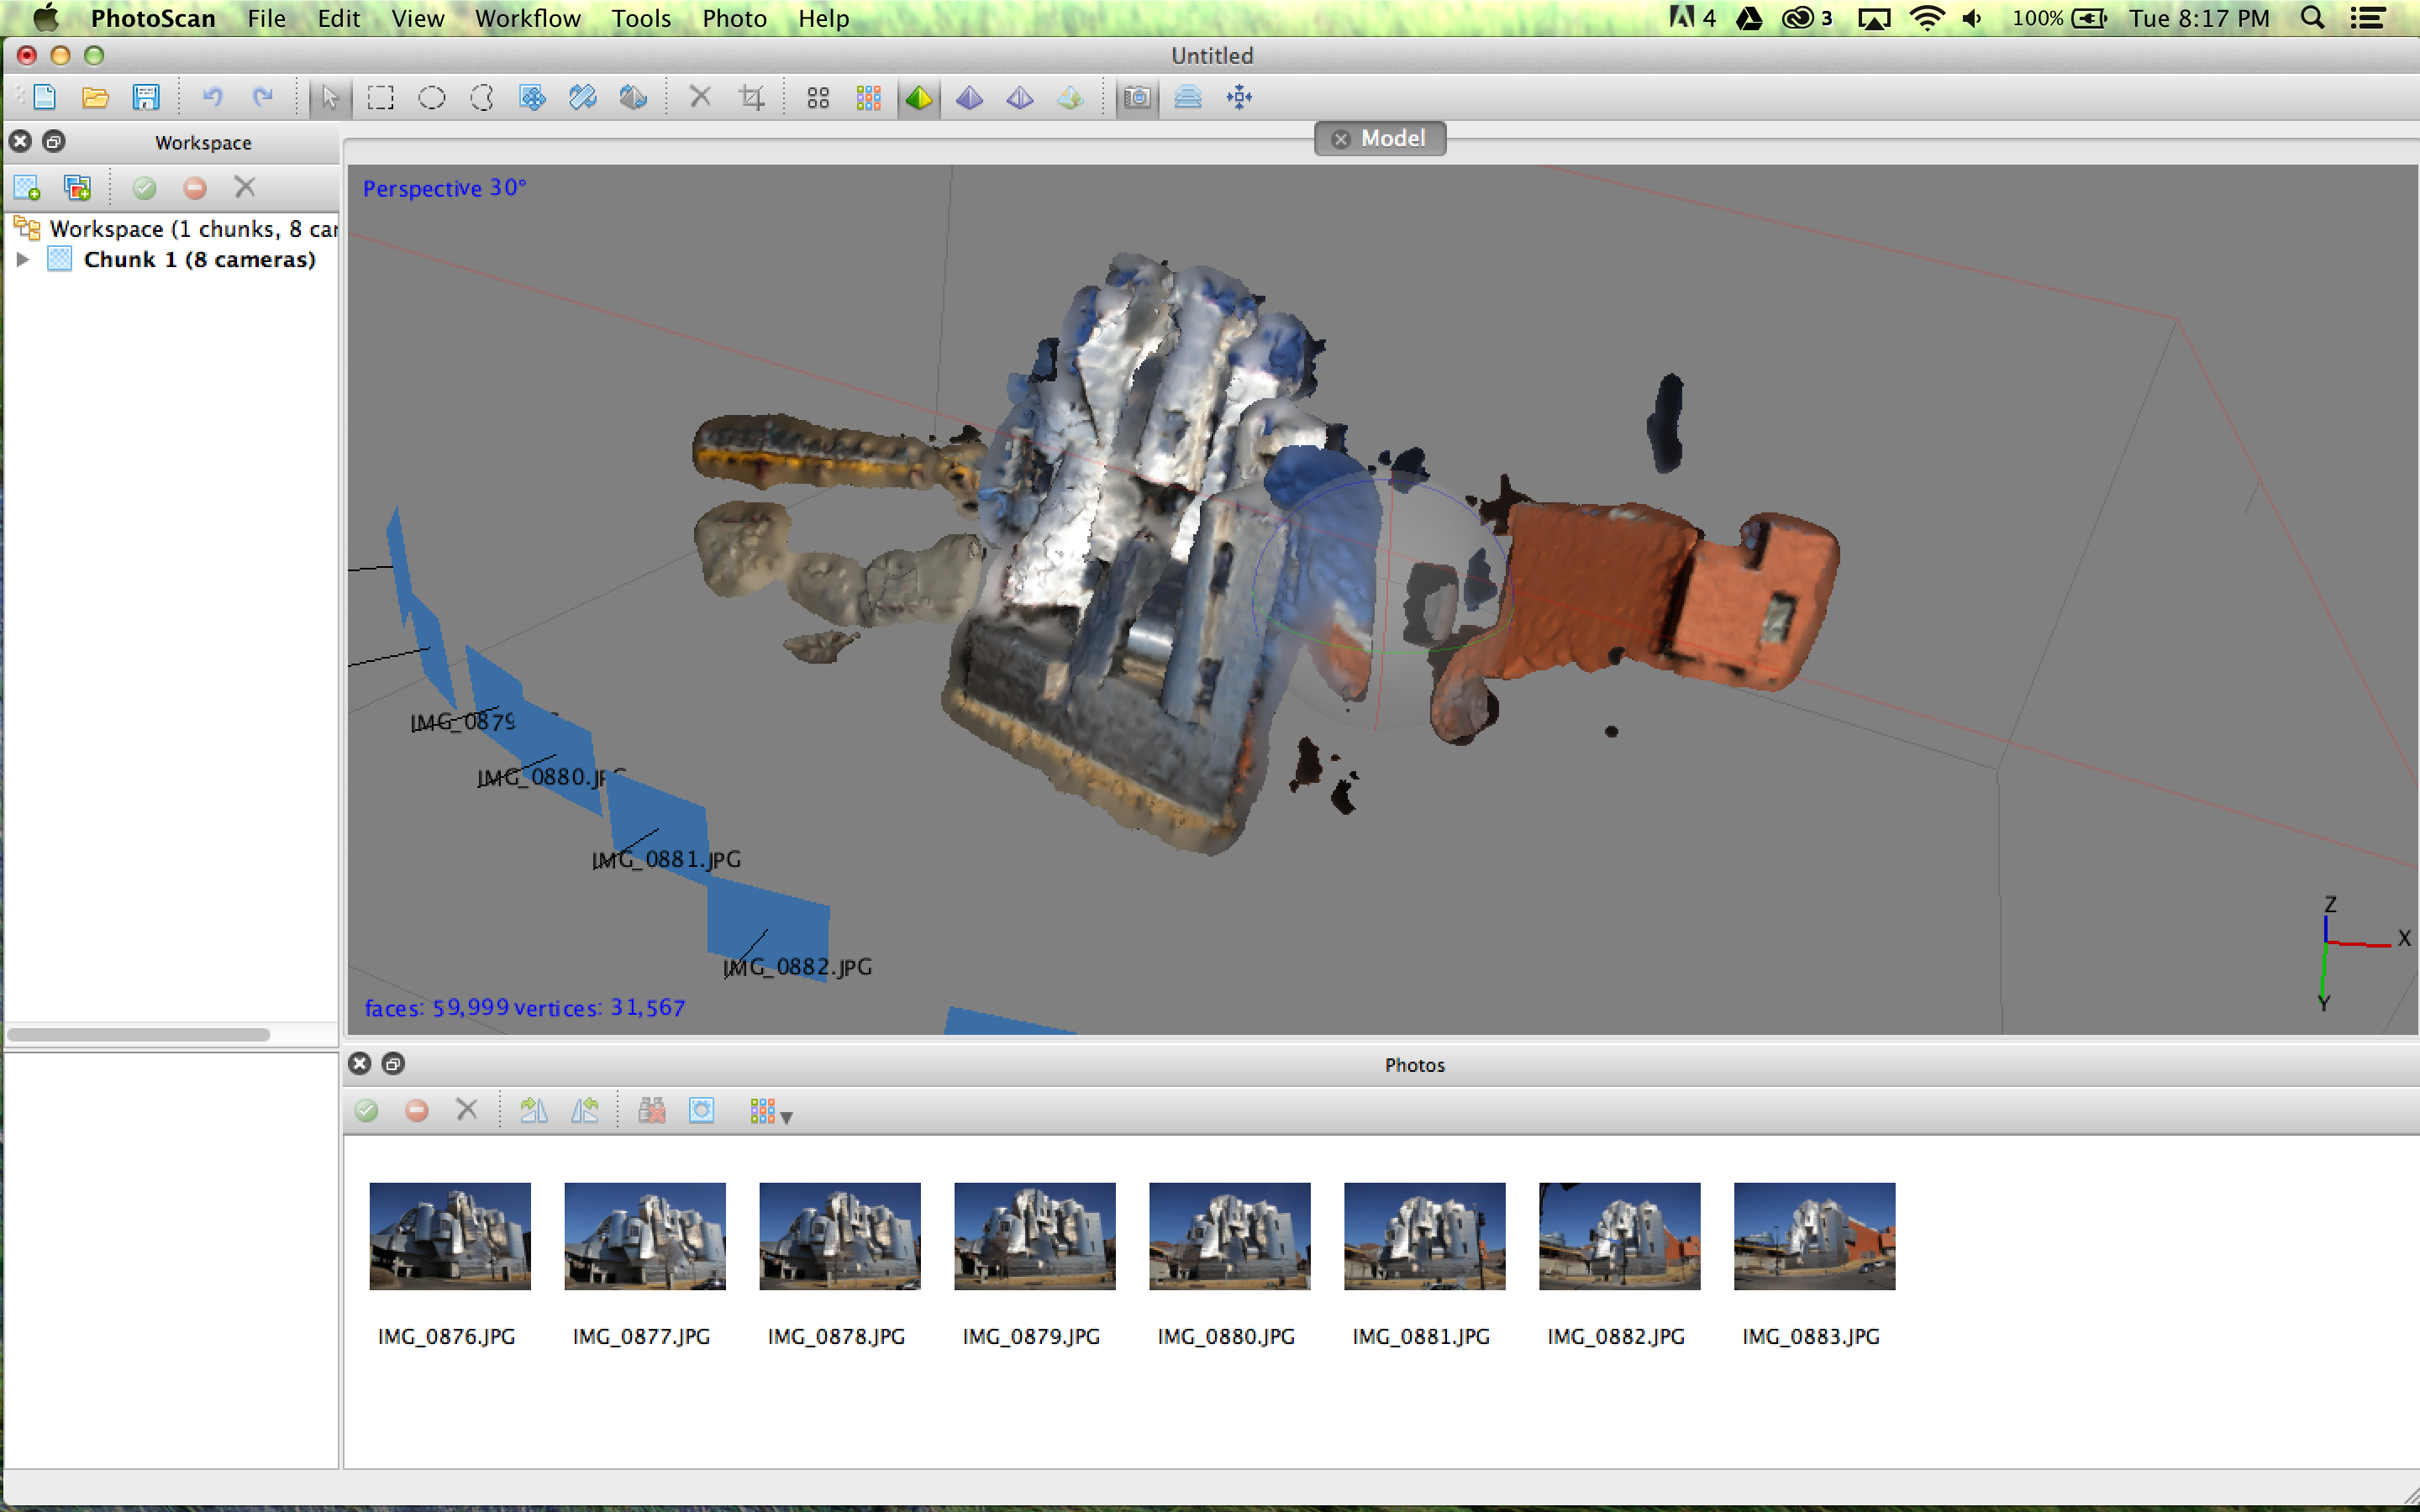 PhotoScan File Edit View Workflow Tools Photo Help 4 3 100% Tue 8:17 PM
Untitled
Workspace
Model
Workspace (1 chunks, 8 car
Chunk 1 (8 cameras)
Perspective 30°
IMG_0879
IMG_0880.JP
IMG_0881.JPG
IMG_0882.JPG
Z
X
Y
faces: 59,999 vertices: 31,567
Photos
IMG_0876.JPG IMG_0877.JPG IMG_0878.JPG IMG_0879.JPG IMG_0880.JPG IMG_0881.JPG IMG_0882.JPG IMG_0883.JPG